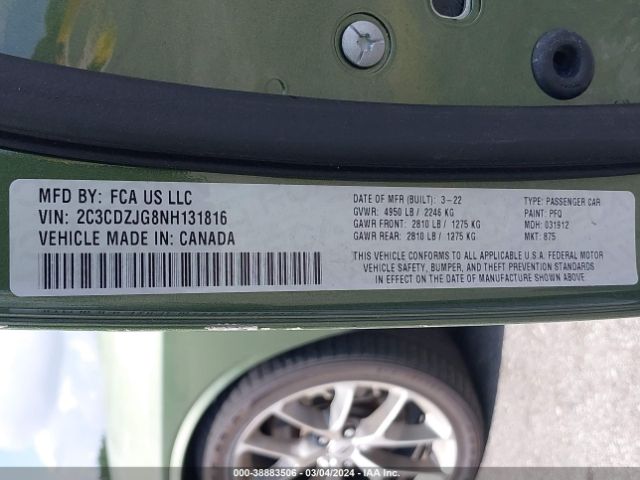 MFD BY: FCA US LLC
VIN: 2C3CDZJG8NH131816
VEHICLE MADE IN: CANADA
DATE OF MFR (BUILT): 3-22
GVWR: 4950 LB / 2246 KG
GAWR FRONT: 2810 LB / 1275 KG
GAWR REAR: 2810 LB / 1275 KG
TYPE: PASSENGER CAR
PAINT: PFQ
MDH: 031912
MKT: 875
THIS VEHICLE CONFORMS TO ALL APPLICABLE U.S.A. FEDERAL MOTOR
VEHICLE SAFETY, BUMPER, AND THEFT PREVENTION STANDARDS
IN EFFECT ON THE DATE OF MANUFACTURE SHOWN ABOVE
000 - 38883506 - 03/04/2024 - IAA Inc.